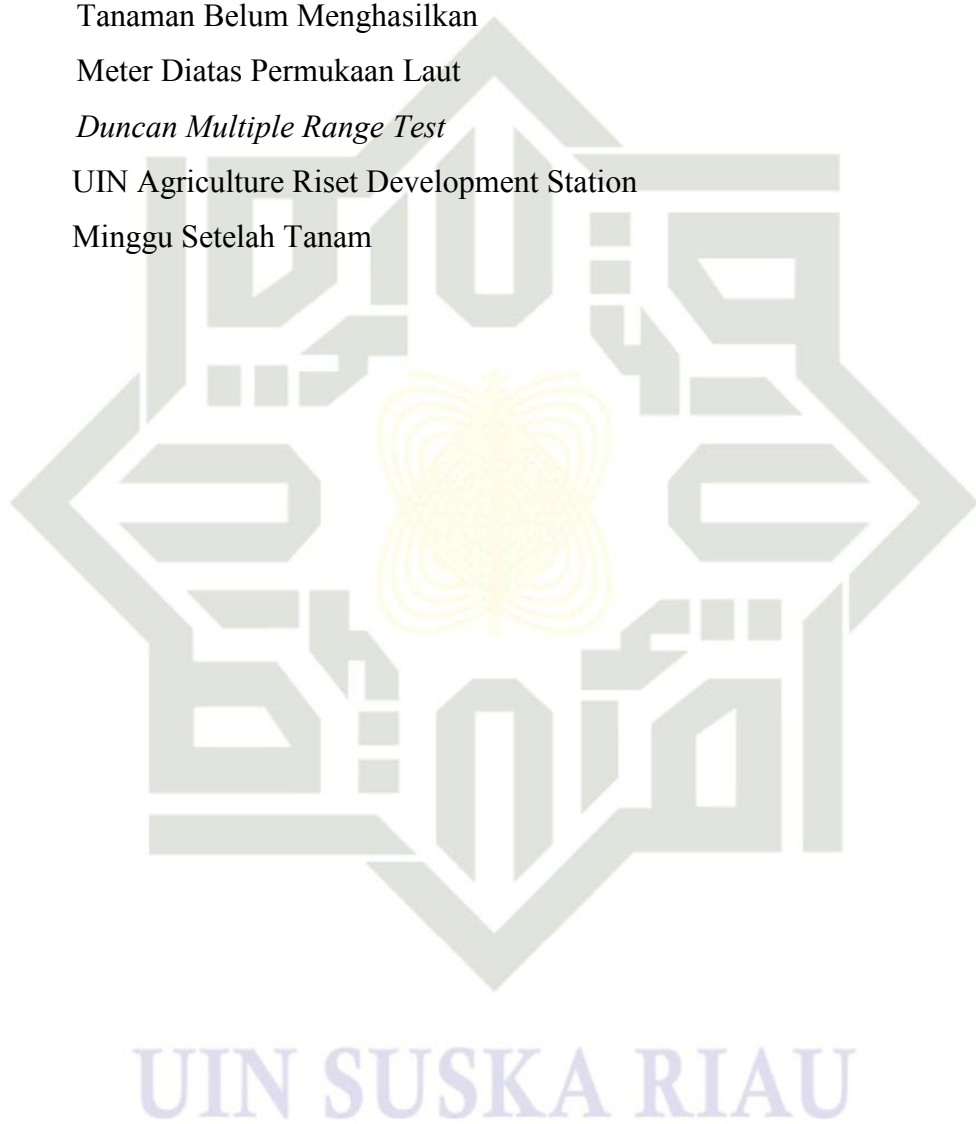 Tanaman Belum Menghasilkan
Meter Diatas Permukaan Laut
Duncan Multiple Range Test
UIN Agriculture Riset Development Station
Minggu Setelah Tanam
UIN SUSKA RIAU